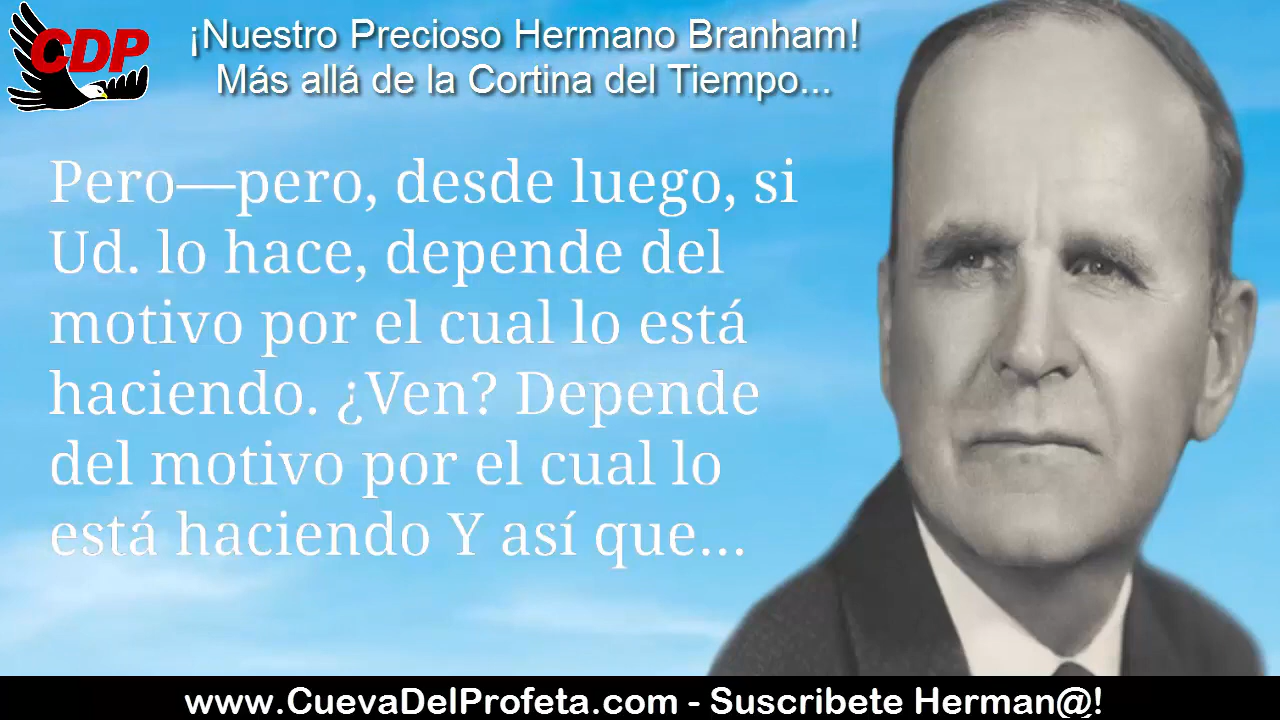 CDP
¡Nuestro Precioso Hermano Branham!
Más allá de la Cortina del Tiempo...
Pero—pero, desde luego, si
Ud. lo hace, depende del
motivo por el cual lo está
haciendo. ¿Ven? Depende
del motivo por el cual lo
está haciendo Y así que...
www.CuevaDelProfeta.com - Suscribete Herman@!